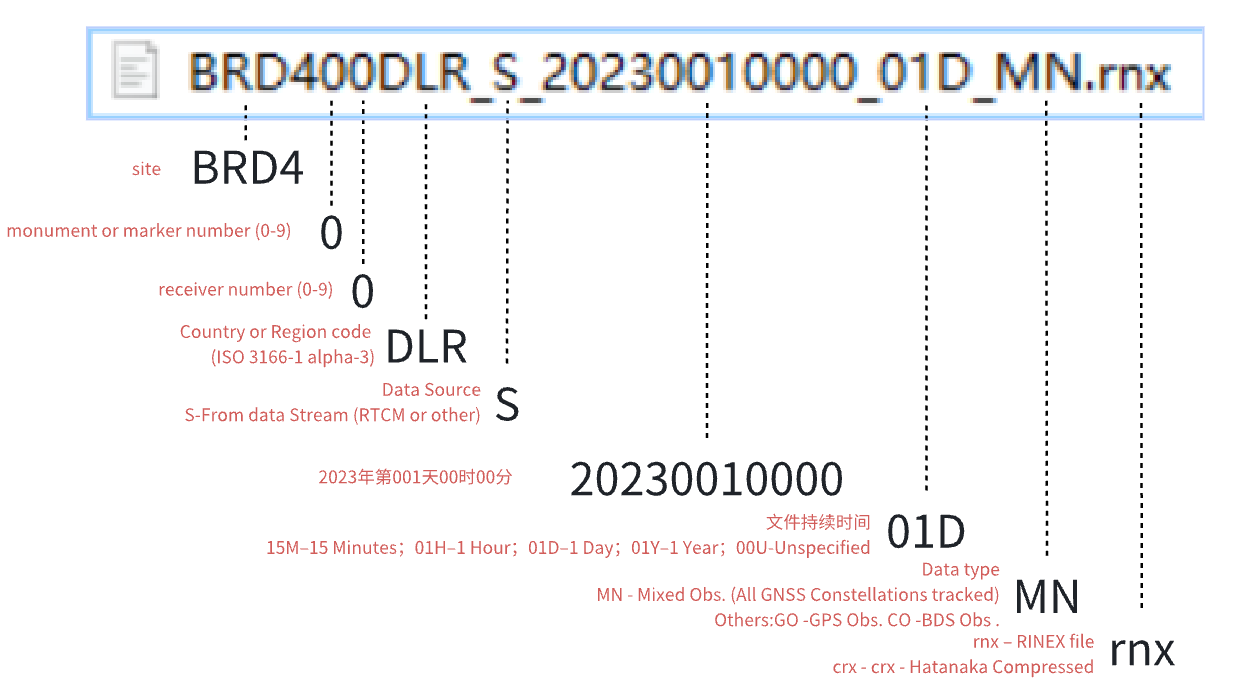 BRD400DLR_S_20230010000_01D_MN.rnx
site
BRD4
monument or marker number (0-9)
0
receiver number (0-9)
0
Country or Region code
(ISO 3166-1 alpha-3)
DLR
Data Source
S-From data Stream (RTCM or other)
S
2023年第001天00时00分
20230010000
文件持续时间
15M–15 Minutes；01H–1 Hour；01D–1 Day；01Y–1 Year；00U-Unspecified
01D
Data type
MN - Mixed Obs. (All GNSS Constellations tracked)
Others:GO -GPS Obs. CO -BDS Obs .
MN
rnx – RINEX file
crx - crx - Hatanaka Compressed
rnx